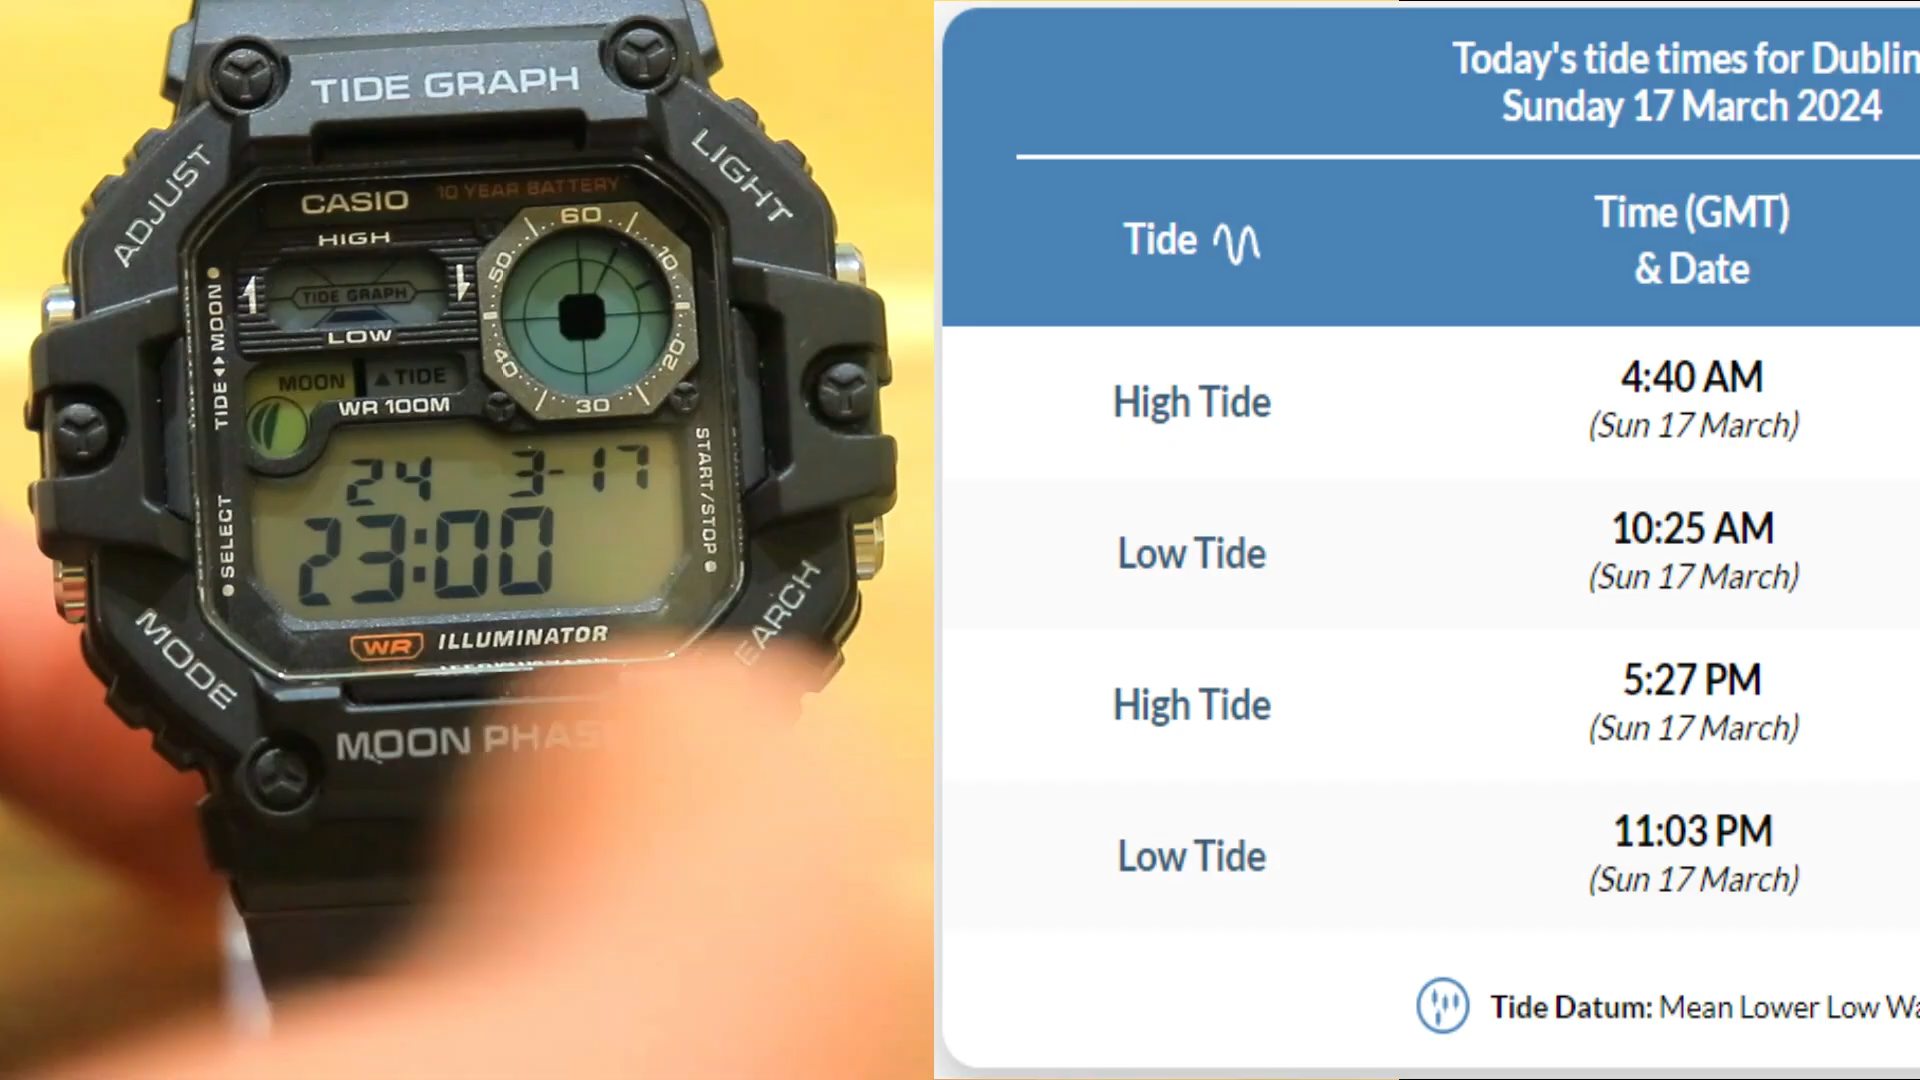 TIDE GRAPH
ADJUST
LIGHT
CASIO 10 YEAR BATTERY
HIGH
TIDE GRAPH
LOW
60
10
20
30
40
50
TIDE ◀▶ MOON
MOON ▲TIDE
WR 100M
24 3-17
23:00
SELECT
START/STOP
WR ILLUMINATOR
MODE
EARCH
MOON PHAS
Today's tide times for Dublin
Sunday 17 March 2024
Tide
Time (GMT)
& Date
High Tide
4:40 AM
(Sun 17 March)
Low Tide
10:25 AM
(Sun 17 March)
High Tide
5:27 PM
(Sun 17 March)
Low Tide
11:03 PM
(Sun 17 March)
Tide Datum: Mean Lower Low Wa